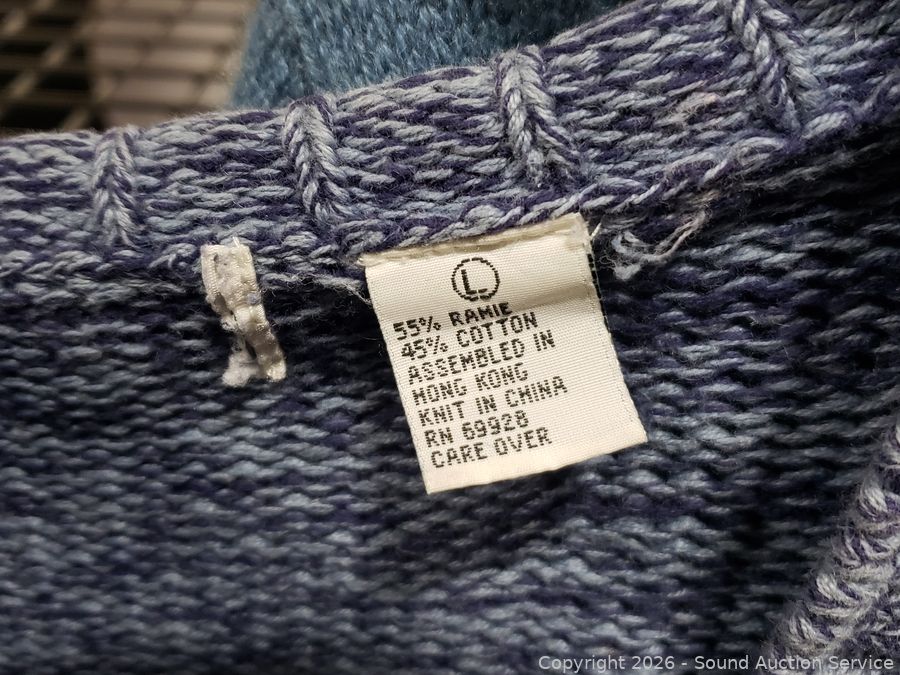 L
55% RAMIE
45% COTTON
ASSEMBLED IN
HONG KONG
KNIT IN CHINA
RN 69928
CARE OVER
Copyright 2026 - Sound Auction Service